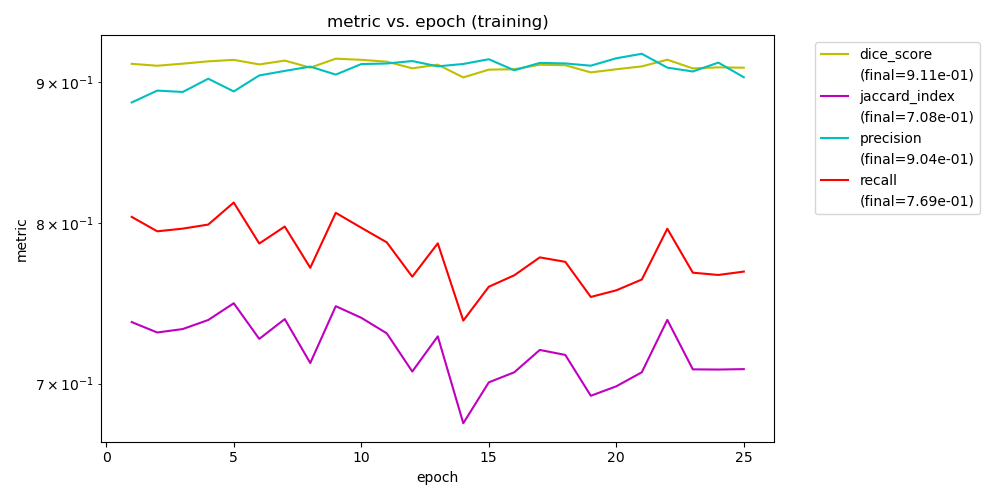 metric vs. epoch (training)
9 × 10⁻¹
8 × 10⁻¹
7 × 10⁻¹
metric
0 5 10 15 20 25
epoch
dice_score
(final=9.11e-01)
jaccard_index
(final=7.08e-01)
precision
(final=9.04e-01)
recall
(final=7.69e-01)